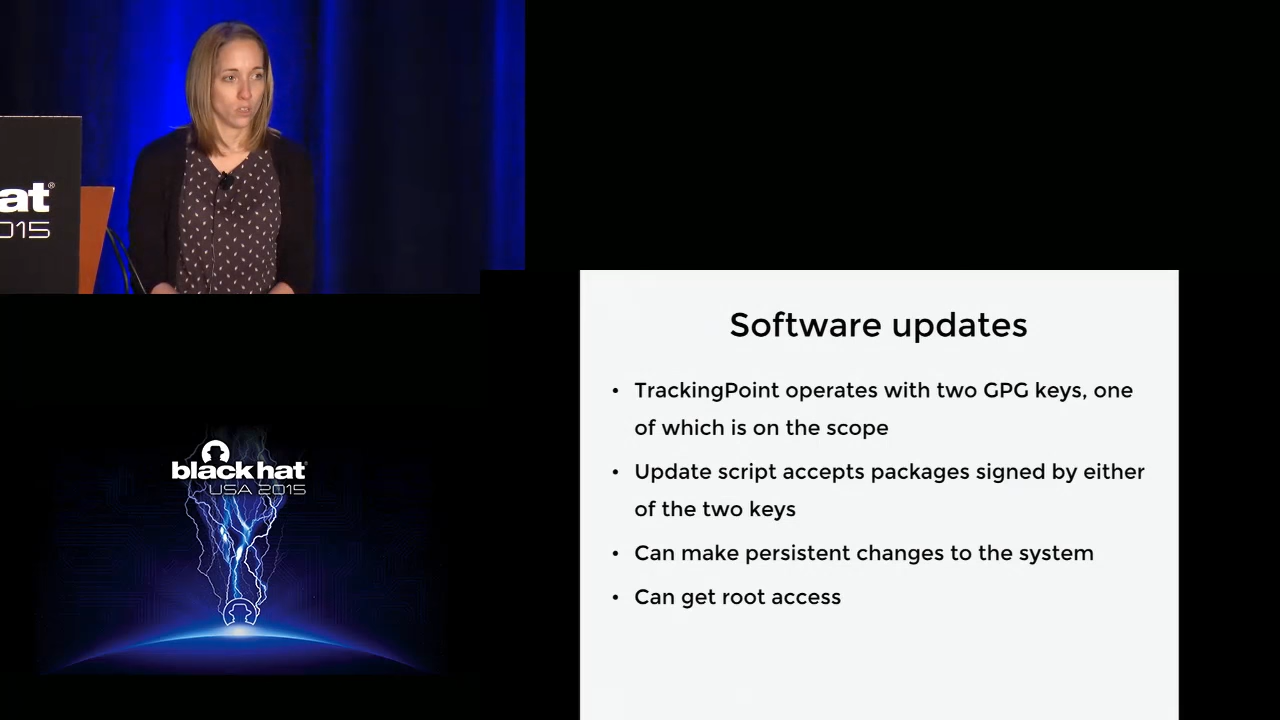 at®
015
Software updates
• TrackingPoint operates with two GPG keys, one
of which is on the scope
• Update script accepts packages signed by either
of the two keys
• Can make persistent changes to the system
• Can get root access
black hat®
USA 2015